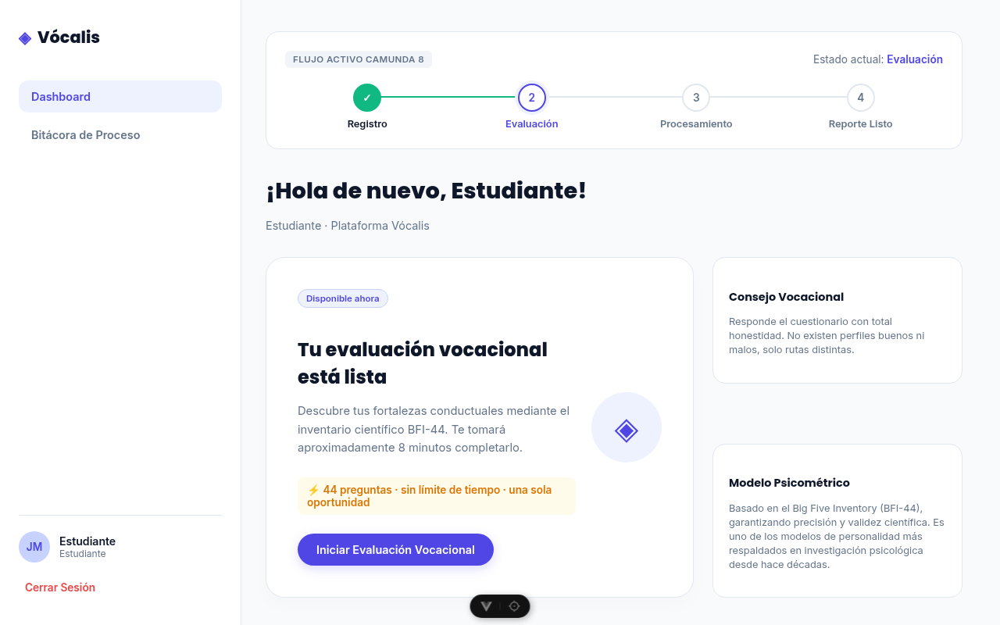 Vócalis
Dashboard
Bitácora de Proceso
Estudiante
Estudiante
JM
Cerrar Sesión
FLUJO ACTIVO CAMUNDA 8
Estado actual: Evaluación
✓
2
3
4
Registro
Evaluación
Procesamiento
Reporte Listo
¡Hola de nuevo, Estudiante!
Estudiante · Plataforma Vócalis
Disponible ahora
Tu evaluación vocacional
está lista
Descubre tus fortalezas conductuales mediante el
inventario científico BFI-44. Te tomará
aproximadamente 8 minutos completarlo.
⚡ 44 preguntas · sin límite de tiempo · una sola
oportunidad
Iniciar Evaluación Vocacional
Consejo Vocacional
Responde el cuestionario con total
honestidad. No existen perfiles buenos ni
malos, solo rutas distintas.
Modelo Psicométrico
Basado en el Big Five Inventory (BFI-44),
garantizando precisión y validez científica. Es
uno de los modelos de personalidad más
respaldados en investigación psicológica
desde hace décadas.